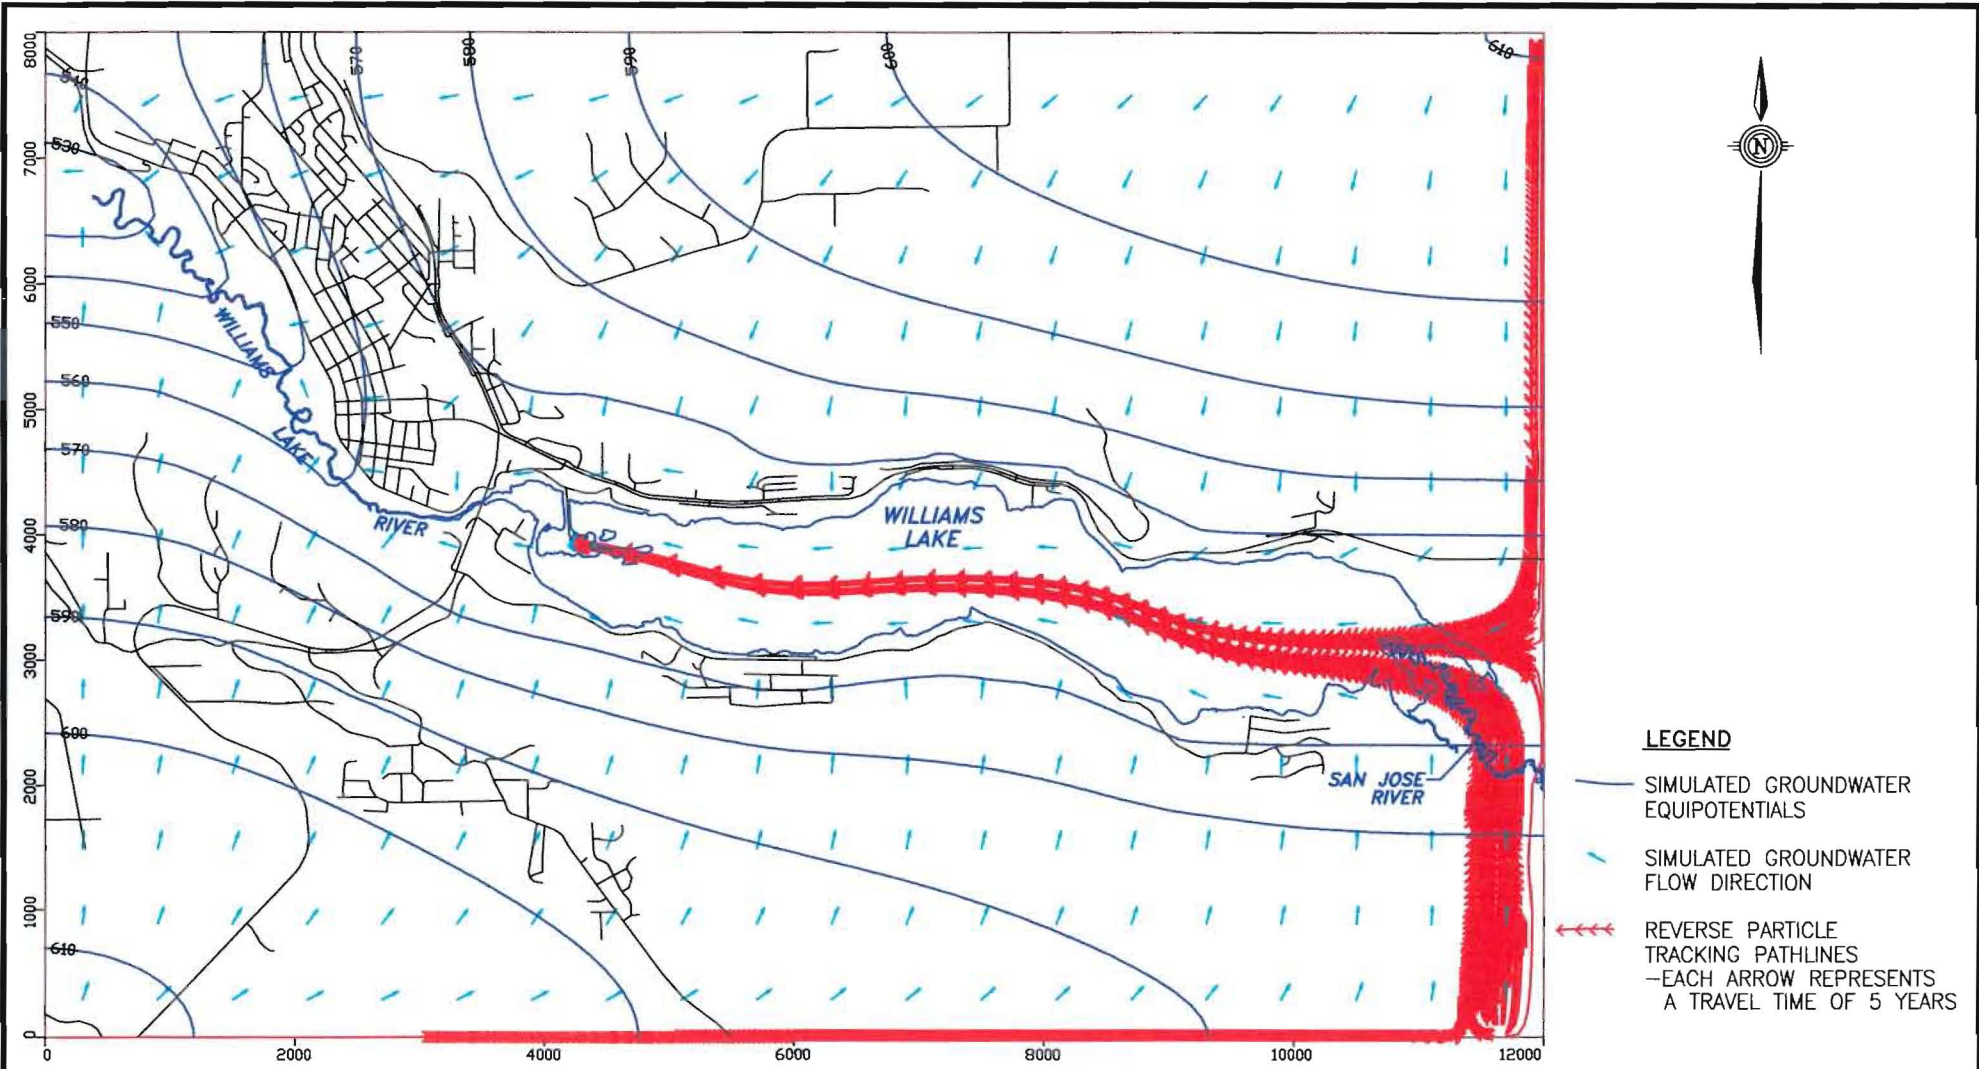 540
570
580
590
600
610
N
530
550
560
570
580
590
600
610
WILLIAMS
LAKE
RIVER
WILLIAMS
LAKE
SAN JOSE
RIVER
8000
7000
6000
5000
4000
3000
2000
1000
0
0
2000
4000
6000
8000
10000
12000
LEGEND
SIMULATED GROUNDWATER
EQUIPOTENTIALS
SIMULATED GROUNDWATER
FLOW DIRECTION
REVERSE PARTICLE
TRACKING PATHLINES
-EACH ARROW REPRESENTS
A TRAVEL TIME OF 5 YEARS